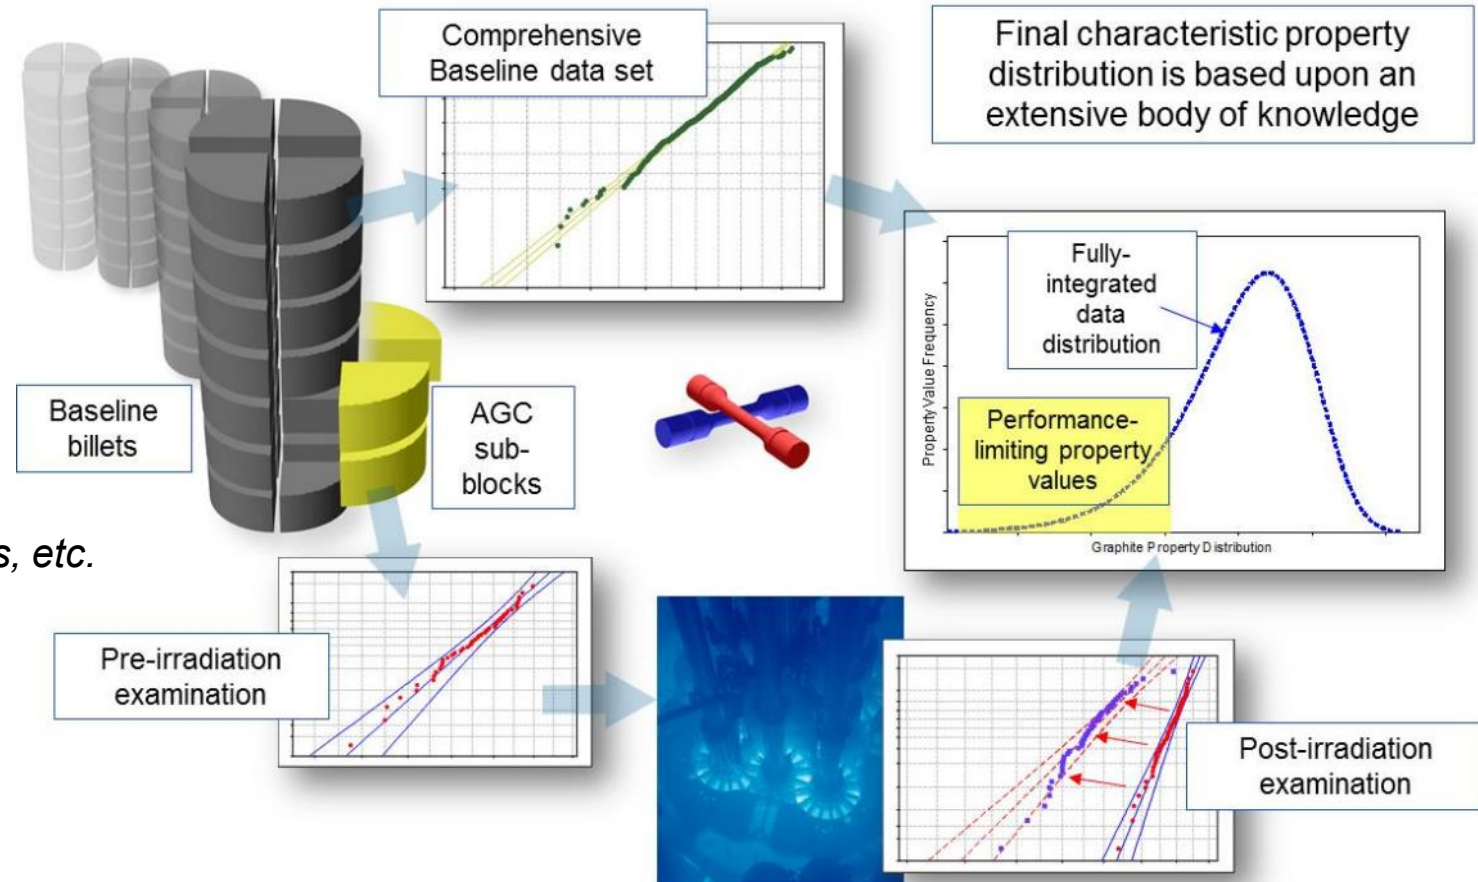 Comprehensive
Baseline data set
Final characteristic property
distribution is based upon an
extensive body of knowledge
Fully-
integrated
data
distribution
Property Value Frequency
Performance-
limiting property
values
Graphite Property Distribution
Baseline
billets
AGC
sub-
blocks
s, etc.
Pre-irradiation
examination
Post-irradiation
examination